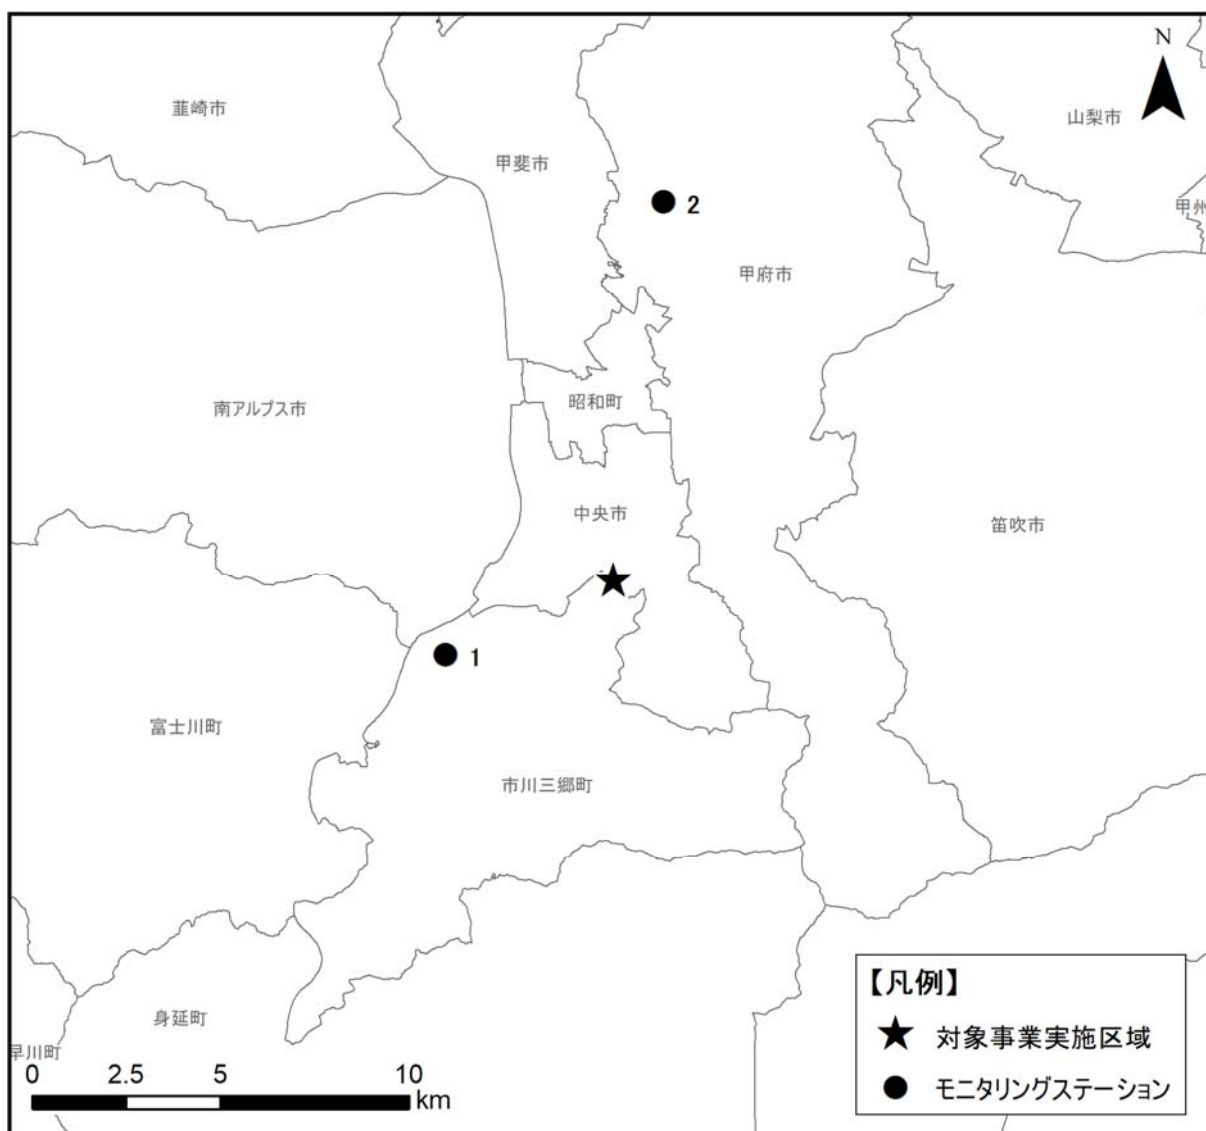 N
韮崎市
山梨市
甲斐市
2
甲州
甲府市
南アルプス市
昭和町
中央市
笛吹市
1
富士川町
市川三郷町
【凡例】
対象事業実施区域
モニタリングステーション
身延町
早川町
0 2.5 5 10
km